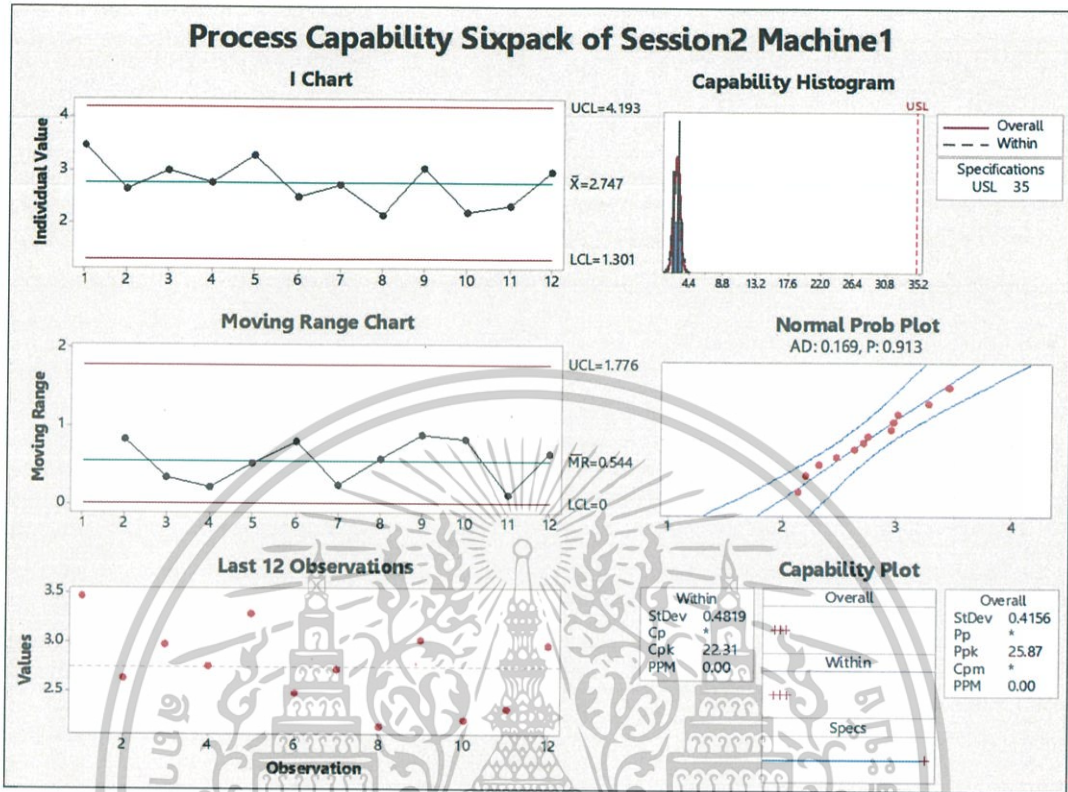 Process Capability Sixpack of Session2 Machine1
I Chart
Individual Value
4
3
2
UCL=4.193
X̄=2.747
LCL=1.301
1 2 3 4 5 6 7 8 9 10 11 12
Capability Histogram
USL
4.4 8.8 13.2 17.6 22.0 26.4 30.8 35.2
Overall
Within
Specifications
USL 35
Moving Range Chart
Moving Range
2
1
0
UCL=1.776
M̄R̄=0.544
LCL=0
1 2 3 4 5 6 7 8 9 10 11 12
Normal Prob Plot
AD: 0.169, P: 0.913
1 2 3 4
Last 12 Observations
Values
3.5
3.0
2.5
2 4 6 8 10 12
Observation
Capability Plot
Within
StDev 0.4819
Cp *
Cpk 22.31
PPM 0.00
Overall
Within
Specs
Overall
StDev 0.4156
Pp *
Ppk 25.87
Cpm *
PPM 0.00